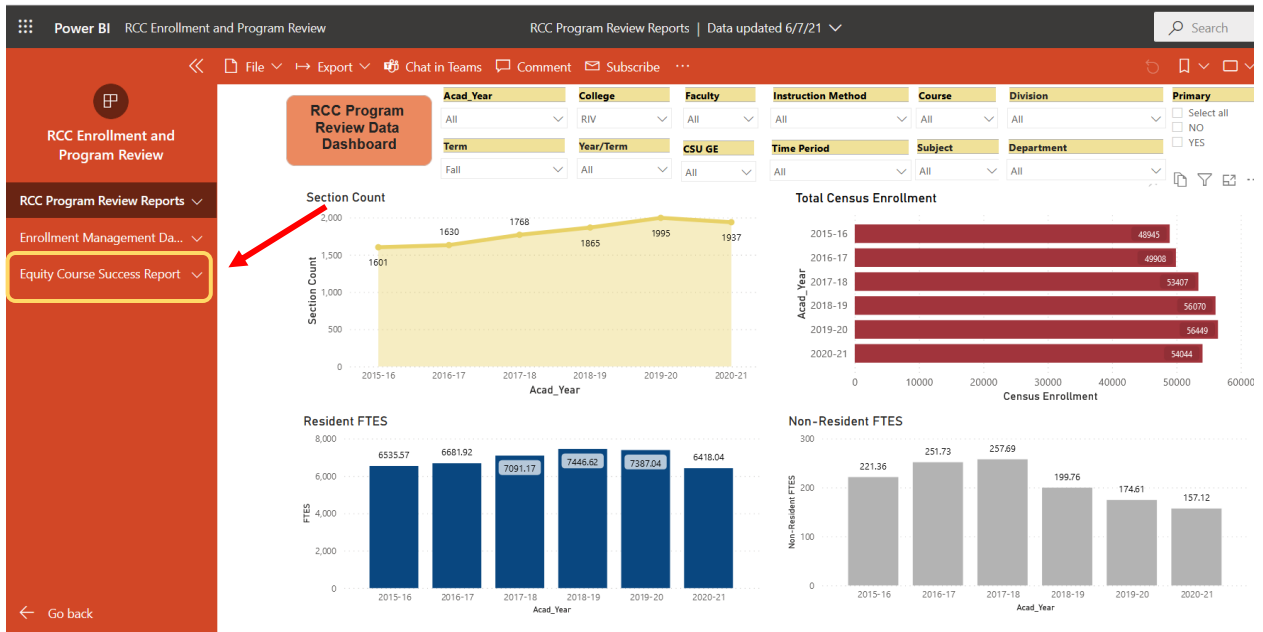 Power BI RCC Enrollment and Program Review RCC Program Review Reports | Data updated 6/7/21 Search
File Export Chat in Teams Comment Subscribe ···
RCC Enrollment and
Program Review
RCC Program Review Reports
Enrollment Management Da...
Equity Course Success Report
Go back
RCC Program
Review Data
Dashboard
Acad_Year College Faculty Instruction Method Course Division Primary
All RIV All All All All Select all
NO
YES
Term Year/Term CSU GE Time Period Subject Department
Fall All All All All All
Section Count
Section Count
2,000
1,500
1,000
500
0
1601
1630
1768
1865
1995
1937
2015-16 2016-17 2017-18 2018-19 2019-20 2020-21
Acad_Year
Total Census Enrollment
Acad_Year
2015-16 48945
2016-17 49908
2017-18 53407
2018-19 56070
2019-20 56449
2020-21 54044
0 10000 20000 30000 40000 50000 60000
Census Enrollment
Resident FTES
FTES
8,000
6,000
4,000
2,000
0
6535.57 6681.92 7091.17 7446.62 7387.04 6418.04
2015-16 2016-17 2017-18 2018-19 2019-20 2020-21
Acad_Year
Non-Resident FTES
Non-Resident FTES
300
200
100
0
221.36 251.73 257.69 199.76 174.61 157.12
2015-16 2016-17 2017-18 2018-19 2019-20 2020-21
Acad_Year